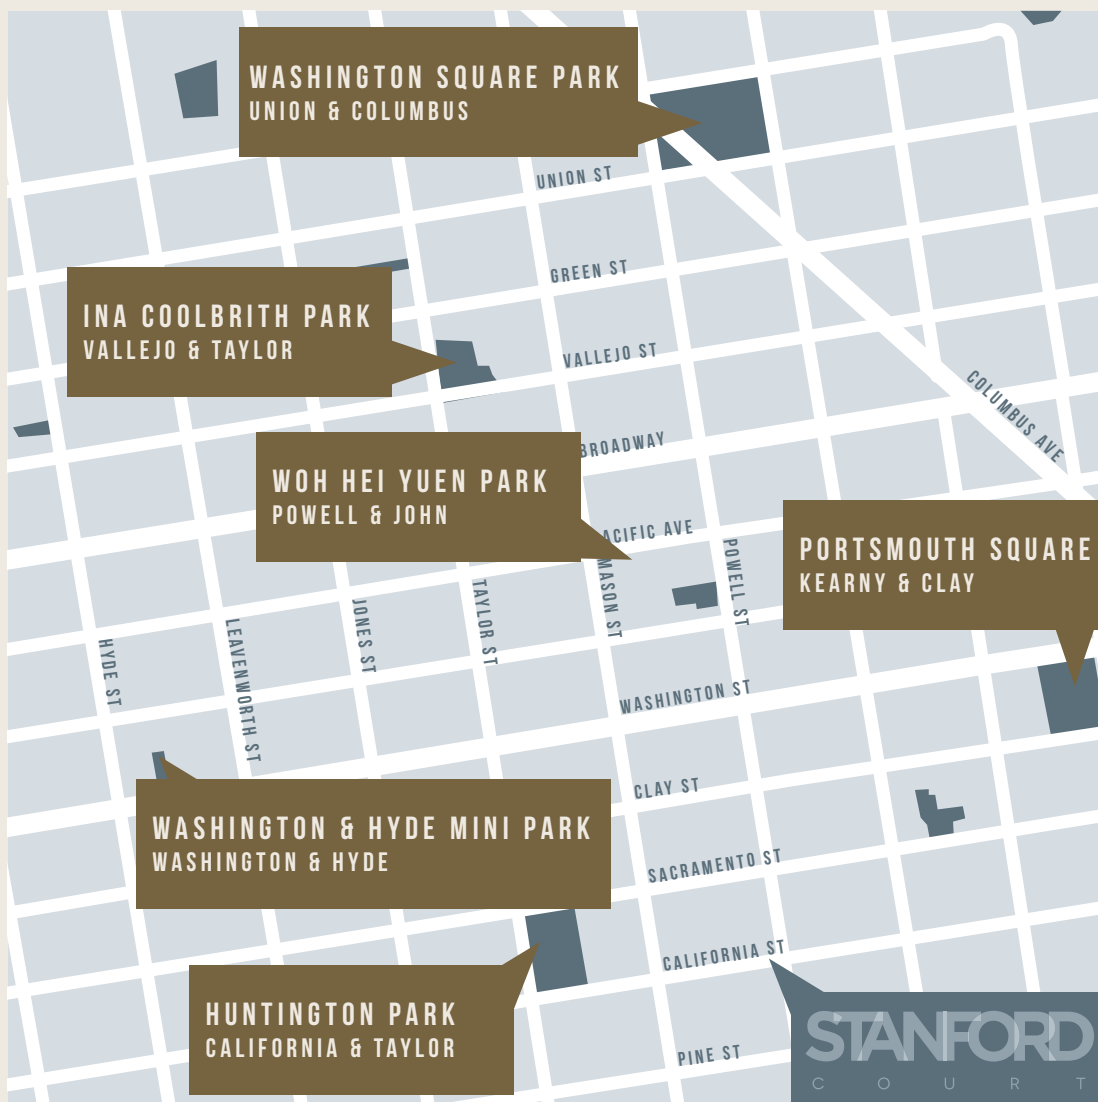 WASHINGTON SQUARE PARK
UNION & COLUMBUS
UNION ST
GREEN ST
INA COOLBRITH PARK
VALLEJO & TAYLOR
VALLEJO ST
COLUMBUS AVE
BROADWAY
WOH HEI YUEN PARK
POWELL & JOHN
ACIFIC AVE
PORTSMOUTH SQUARE
KEARNY & CLAY
MASON ST
POWELL ST
TAYLOR ST
JONES ST
LEAVENWORTH ST
HYDE ST
WASHINGTON ST
CLAY ST
WASHINGTON & HYDE MINI PARK
WASHINGTON & HYDE
SACRAMENTO ST
CALIFORNIA ST
HUNTINGTON PARK
CALIFORNIA & TAYLOR
PINE ST
STANFORD
COURT